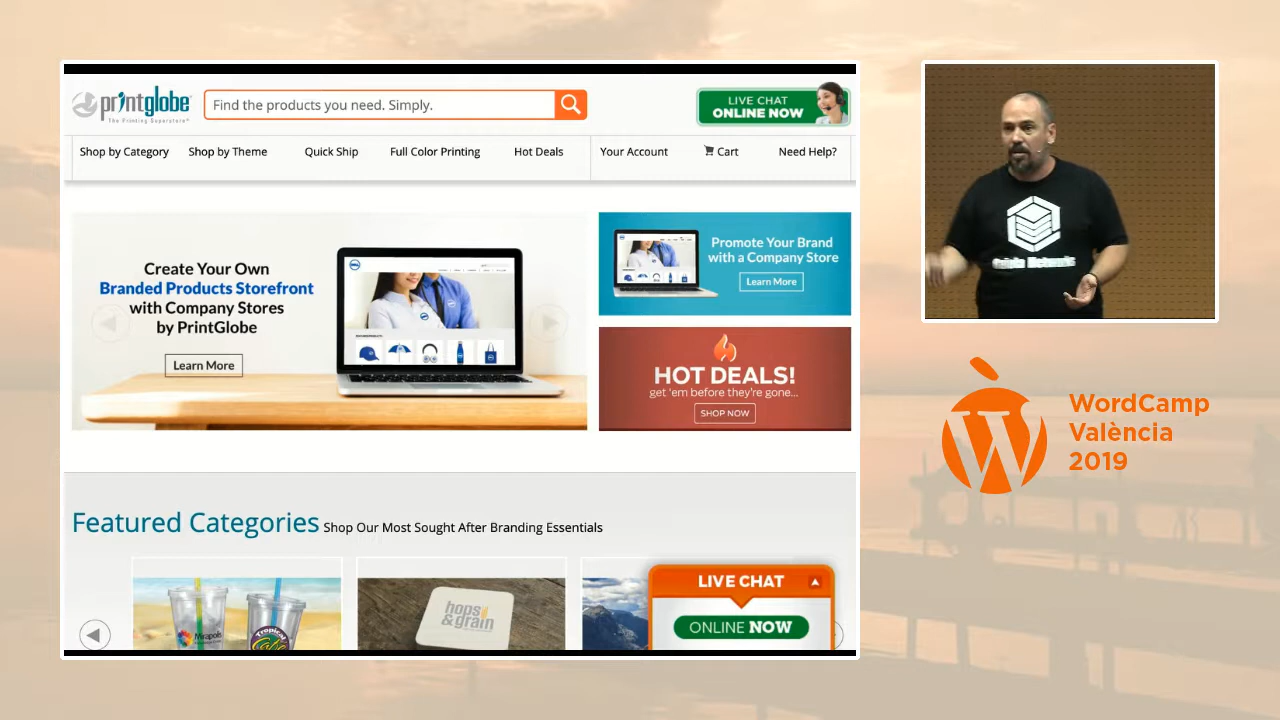 printglobe
The Printing Superstore
Find the products you need. Simply.
LIVE CHAT
ONLINE NOW
Shop by Category
Shop by Theme
Quick Ship
Full Color Printing
Hot Deals
Your Account
Cart
Need Help?
Create Your Own
Branded Products Storefront
with Company Stores
by PrintGlobe
Learn More
DELL
Promote Your Brand
with a Company Store
Learn More
HOT DEALS!
get 'em before they're gone...
SHOP NOW
Featured Categories Shop Our Most Sought After Branding Essentials
Mirapolis
Tropical
hops
&grain
LIVE CHAT
ONLINE NOW
WordCamp
València
2019